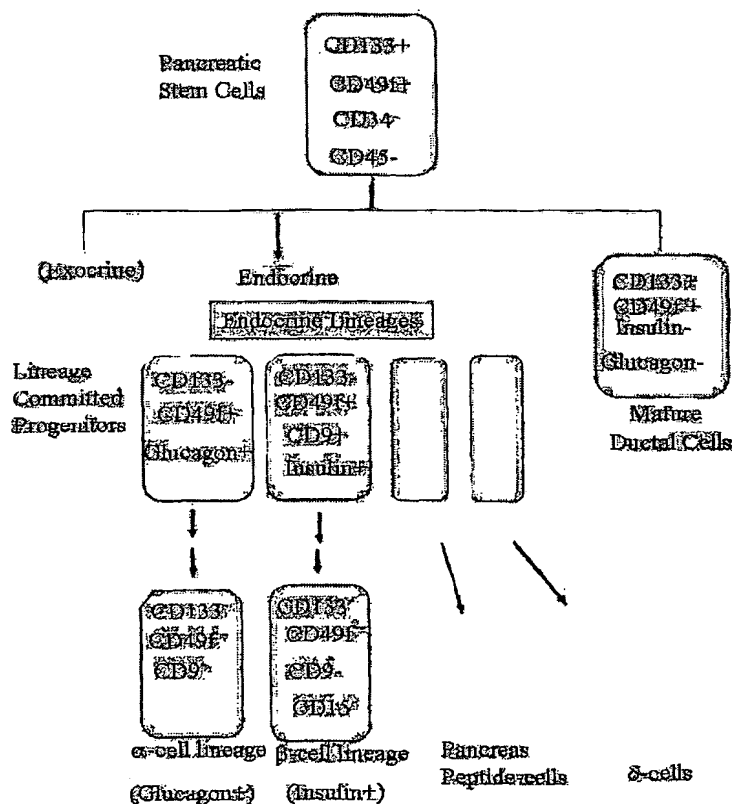 Pancreatic
Stem Cells
CD133+
CD49f+
CD34-
CD45-
(Exocrine)
Endocrine
Endocrine Lineages
CD133+
CD49f+
Insulin-
Glucagon-
Mature
Ductal Cells
Lineage
Committed
Progenitors
CD133-
CD49f+
Glucagon+
CD133-
CD49f+
CD9+
Insulin+
CD133-
CD49f-
CD133-
CD49f-
CD9-
α-cell lineage
(Glucagon+)
β-cell lineage
(Insulin+)
Pancreas
Peptide-cells
δ-cells